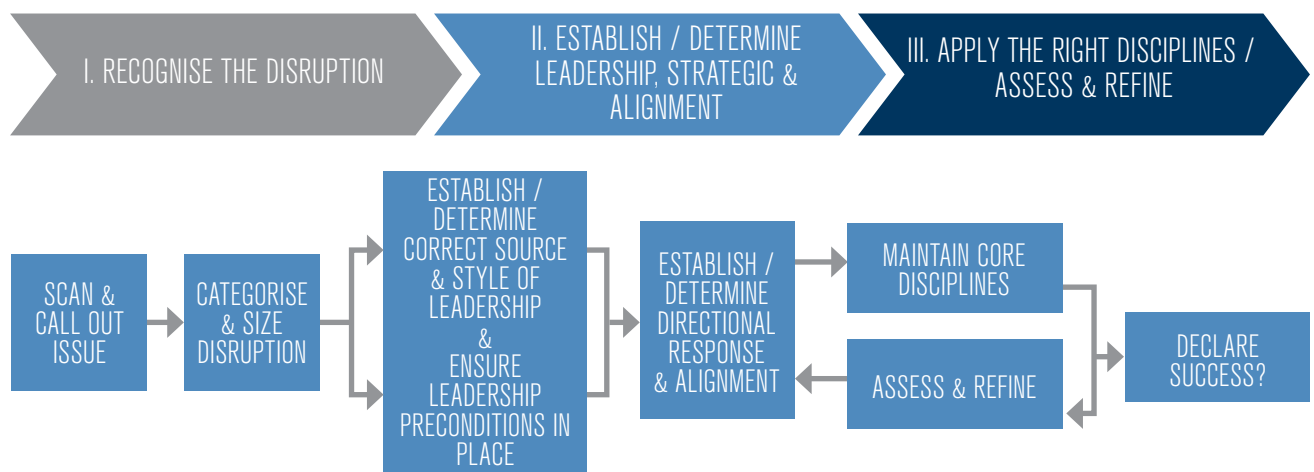 I. RECOGNISE THE DISRUPTION
II. ESTABLISH / DETERMINE
LEADERSHIP, STRATEGIC &
ALIGNMENT
III. APPLY THE RIGHT DISCIPLINES /
ASSESS & REFINE
SCAN &
CALL OUT
ISSUE
CATEGORISE
& SIZE
DISRUPTION
ESTABLISH /
DETERMINE
CORRECT SOURCE
& STYLE OF
LEADERSHIP
&
ENSURE
LEADERSHIP
PRECONDITIONS IN
PLACE
ESTABLISH /
DETERMINE
DIRECTIONAL
RESPONSE
& ALIGNMENT
MAINTAIN CORE
DISCIPLINES
ASSESS & REFINE
DECLARE
SUCCESS?